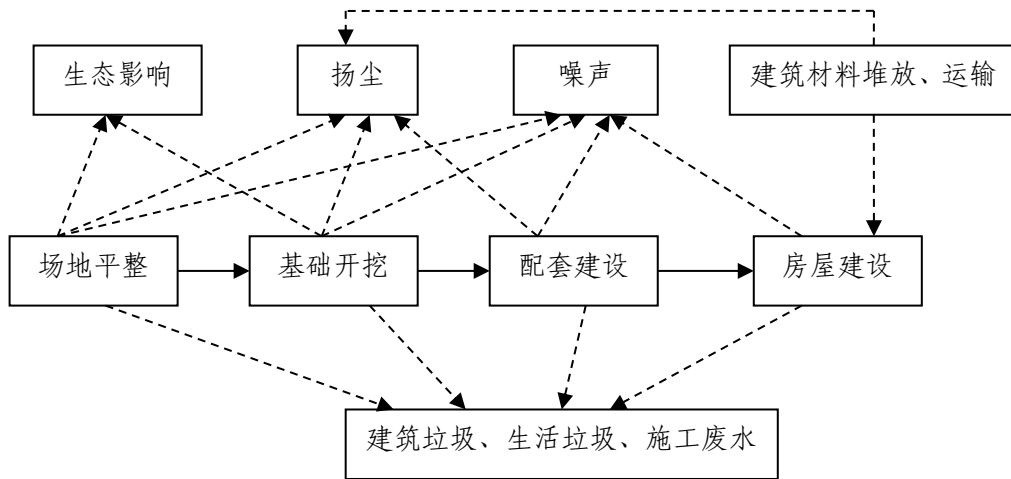 生态影响
扬尘
噪声
建筑材料堆放、运输
场地平整
基础开挖
配套建设
房屋建设
建筑垃圾、生活垃圾、施工废水